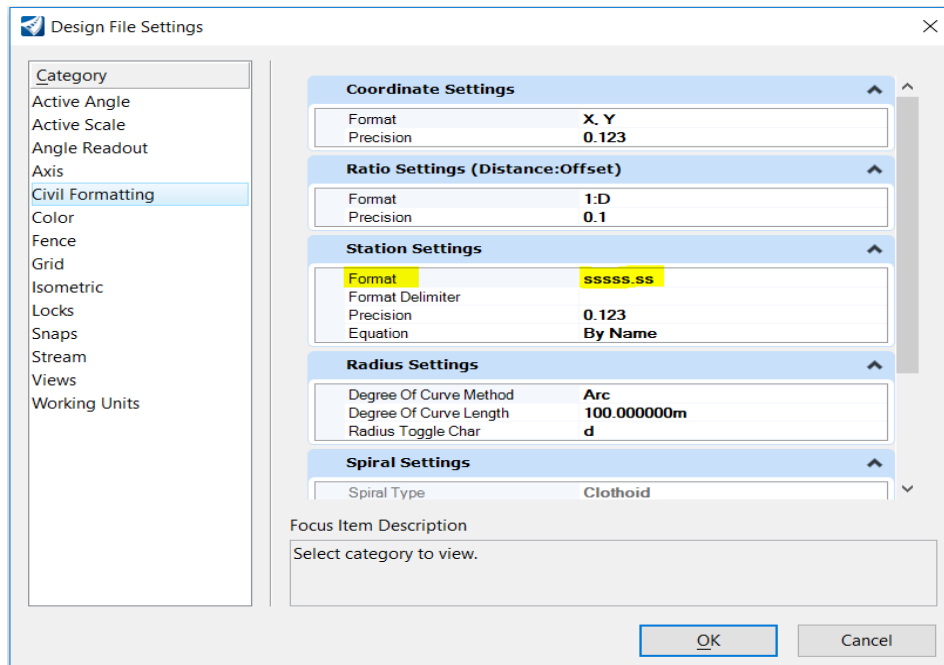 Design File Settings
Category
Active Angle
Active Scale
Angle Readout
Axis
Civil Formatting
Color
Fence
Grid
Isometric
Locks
Snaps
Stream
Views
Working Units
Coordinate Settings
Format X, Y
Precision 0.123
Ratio Settings (Distance:Offset)
Format 1:D
Precision 0.1
Station Settings
Format sssss.ss
Format Delimiter
Precision 0.123
Equation By Name
Radius Settings
Degree Of Curve Method Arc
Degree Of Curve Length 100.000000m
Radius Toggle Char d
Spiral Settings
Spiral Type Clothoid
Focus Item Description
Select category to view.
OK Cancel